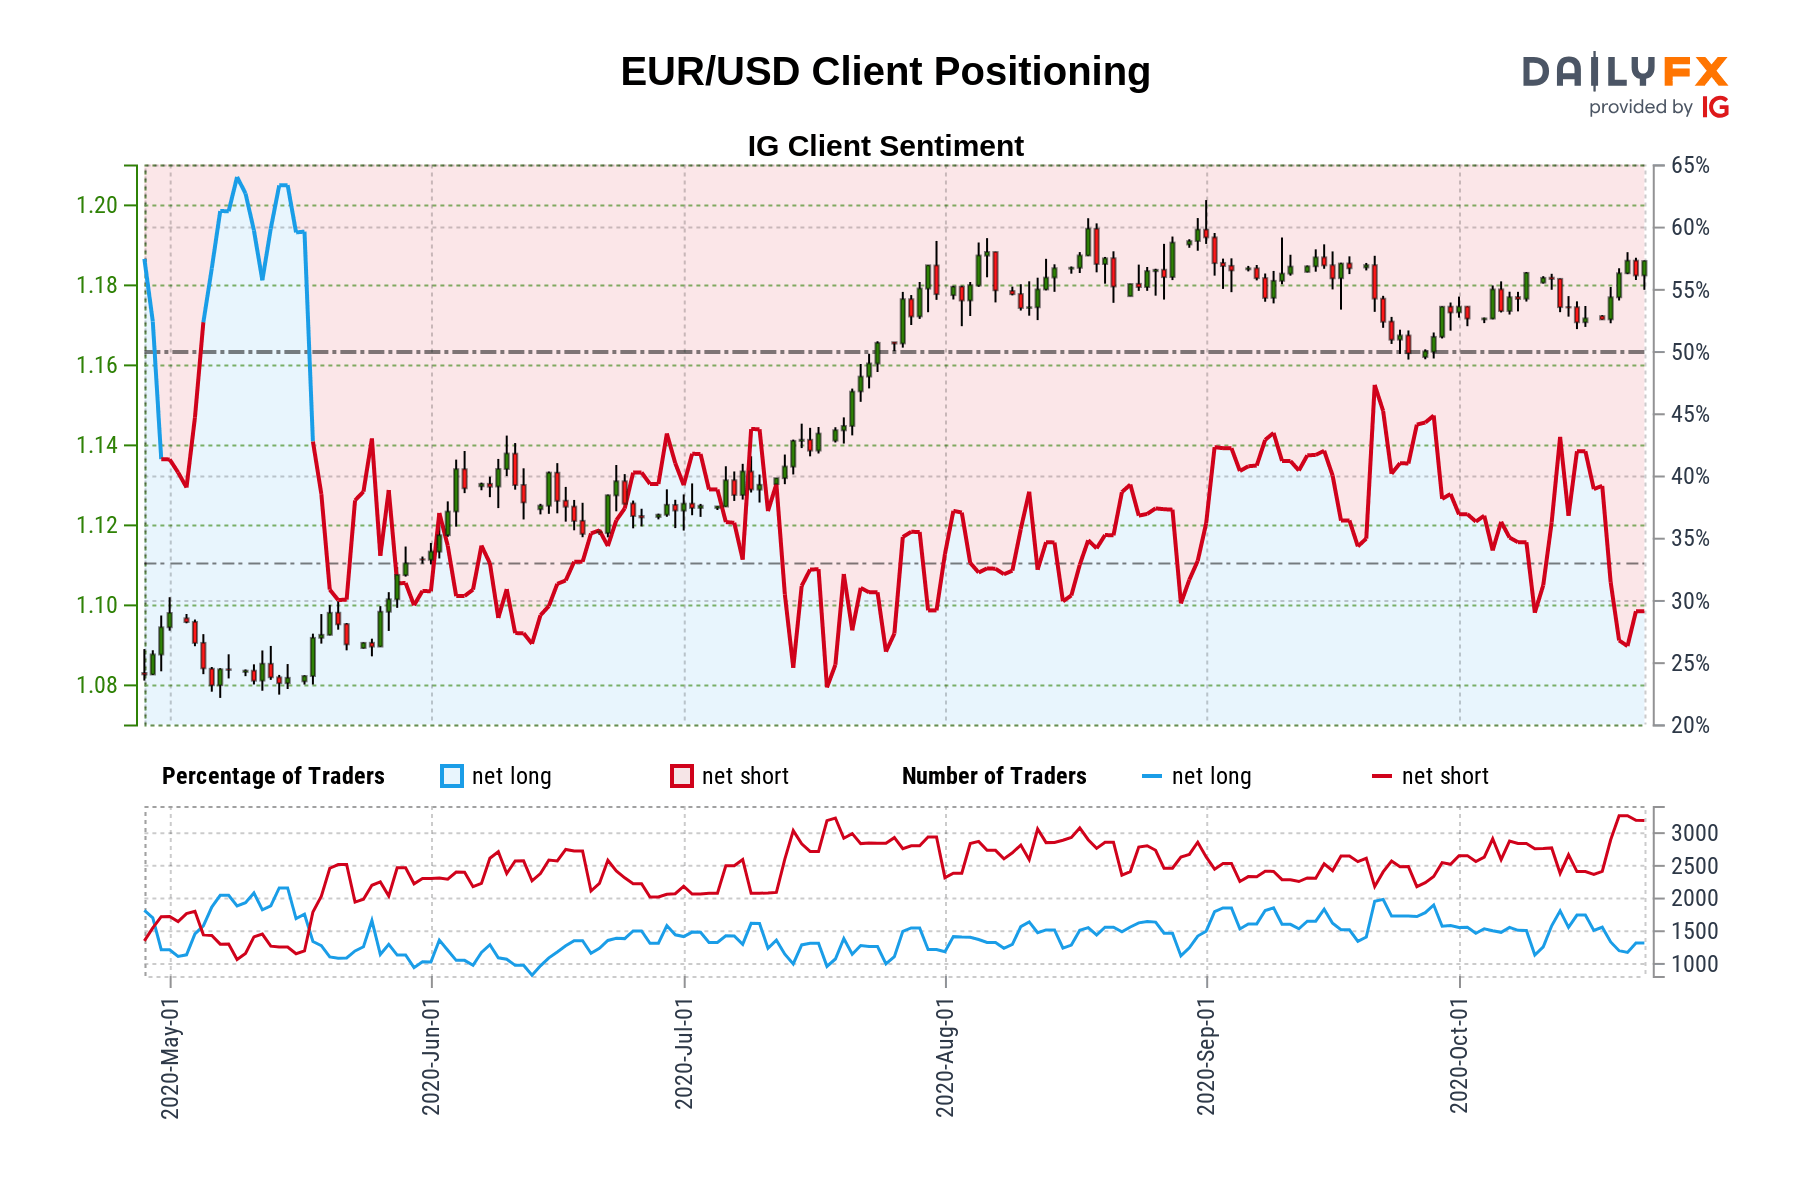 EUR/USD Client Positioning
DAILYFX
provided by IG
IG Client Sentiment
1.20
1.18
1.16
1.14
1.12
1.10
1.08
65%
60%
55%
50%
45%
40%
35%
30%
25%
20%
Percentage of Traders net long net short Number of Traders net long net short
3000
2500
2000
1500
1000
2020-May-01
2020-Jun-01
2020-Jul-01
2020-Aug-01
2020-Sep-01
2020-Oct-01